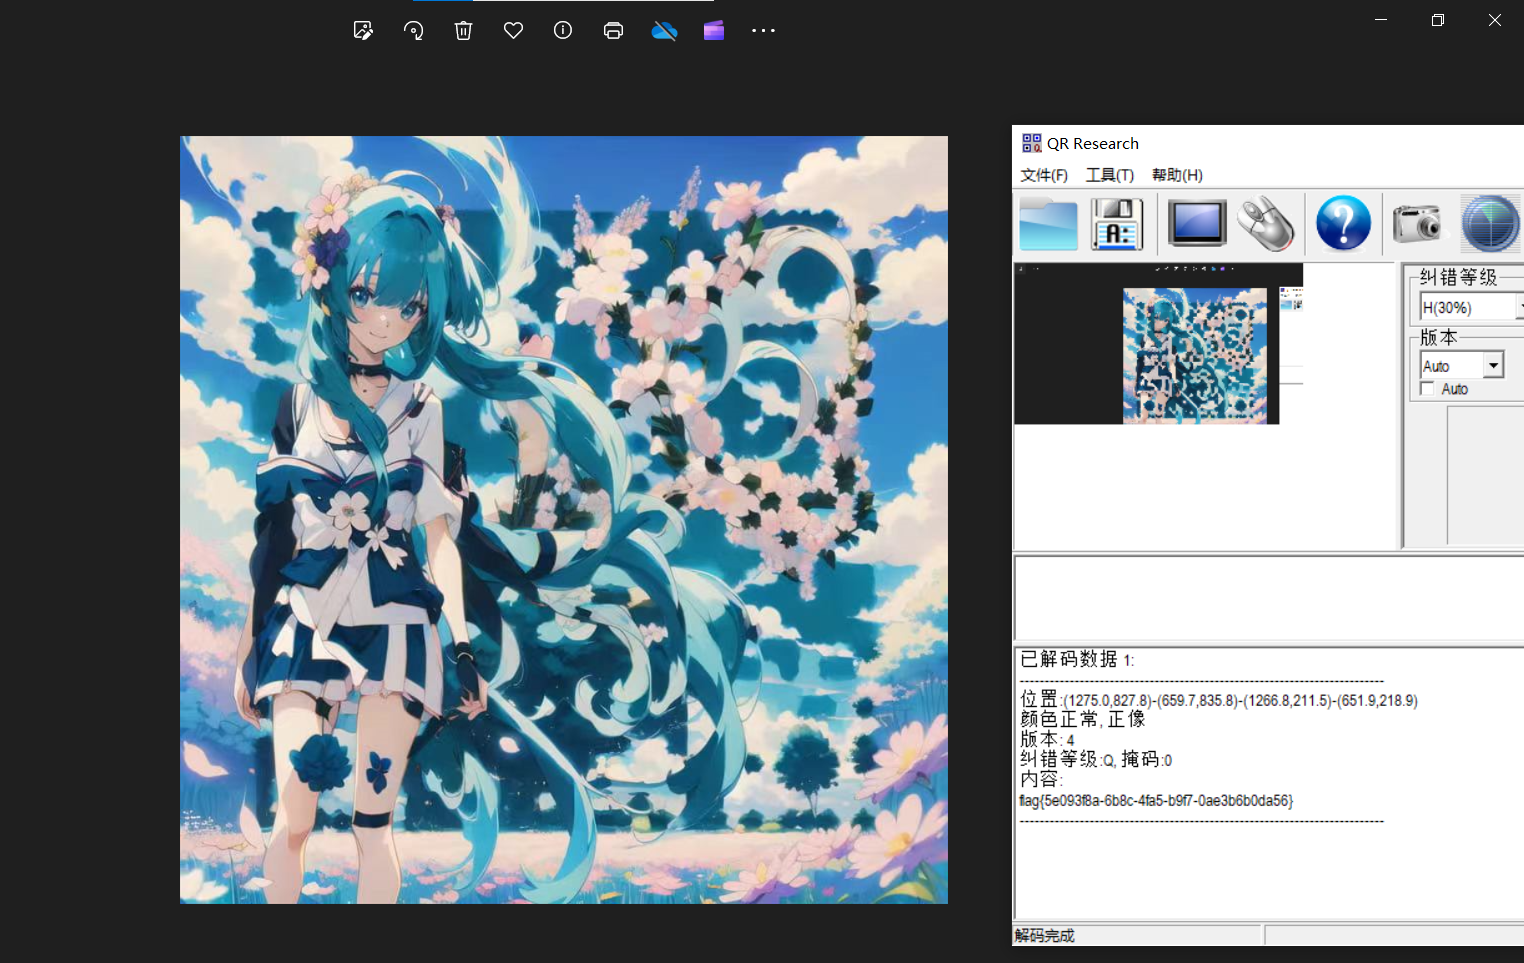 QR Research
文件(F) 工具(T) 帮助(H)
纠错等级
H(30%)
版本
Auto
Auto
已解码数据 1:
--------------------------------------------------------------------------------
位置:(1275.0,827.8)-(659.7,835.8)-(1266.8,211.5)-(651.9,218.9)
颜色正常, 正像
版本: 4
纠错等级:Q, 掩码:0
内容:
flag{5e093f8a-6b8c-4fa5-b9f7-0ae3b6b0da56}
--------------------------------------------------------------------------------
解码完成